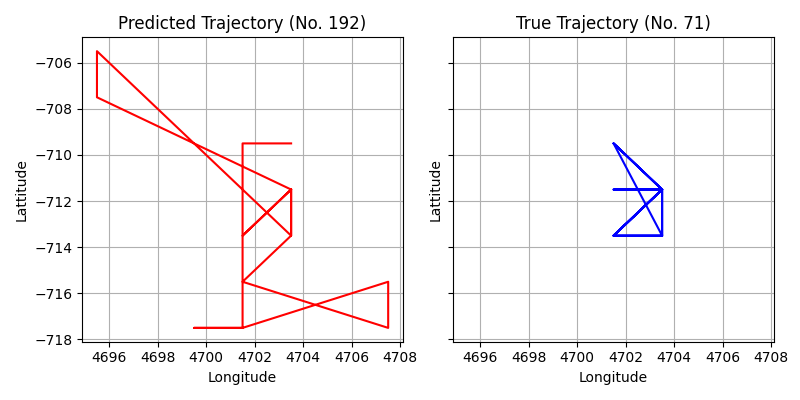 Predicted Trajectory (No. 192)
True Trajectory (No. 71)
Lattitude
−706
−708
−710
−712
−714
−716
−718
4696 4698 4700 4702 4704 4706 4708
Longitude
Lattitude
4696 4698 4700 4702 4704 4706 4708
Longitude